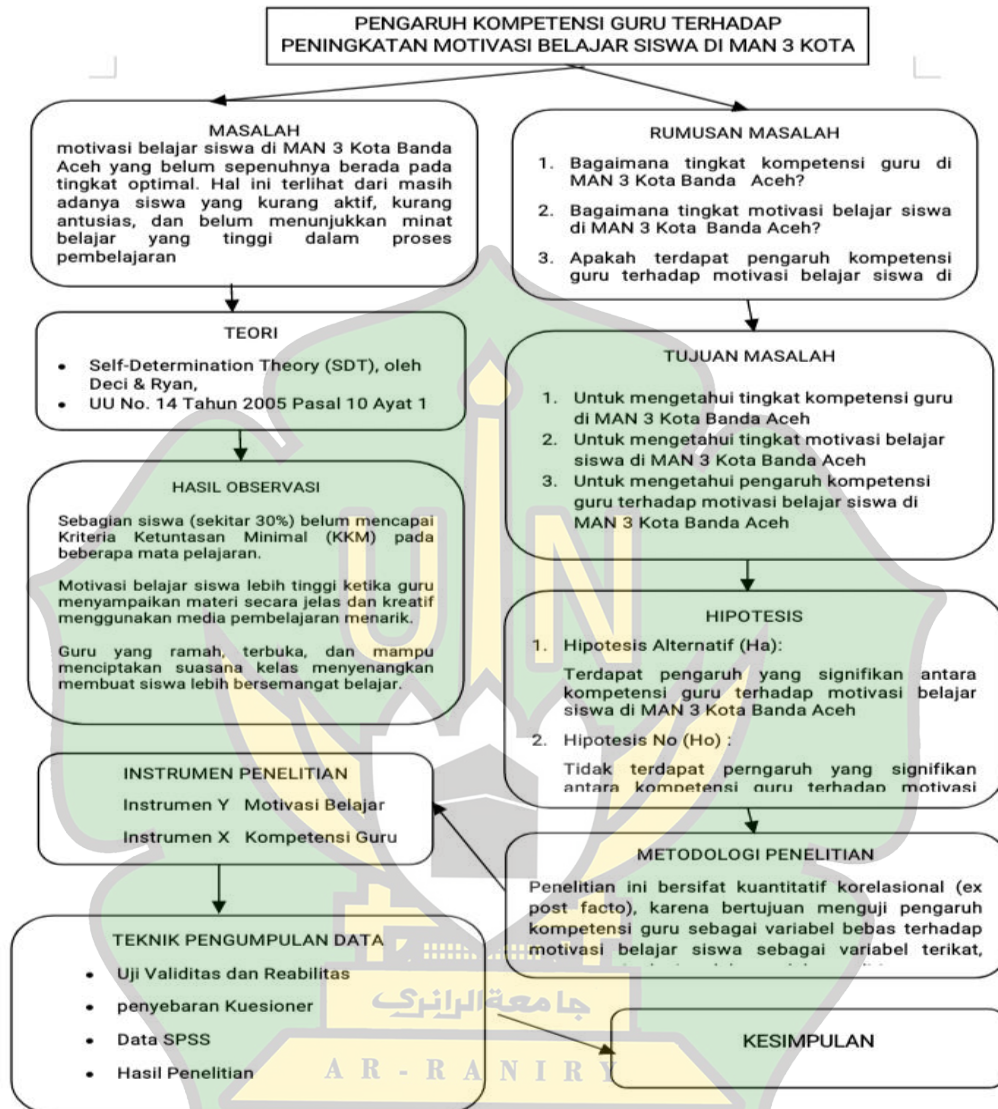 PENGARUH KOMPETENSI GURU TERHADAP
PENINGKATAN MOTIVASI BELAJAR SISWA DI MAN 3 KOTA
MASALAH
motivasi belajar siswa di MAN 3 Kota Banda
Aceh yang belum sepenuhnya berada pada
tingkat optimal. Hal ini terlihat dari masih
adanya siswa yang kurang aktif, kurang
antusias, dan belum menunjukkan minat
belajar yang tinggi dalam proses
pembelajaran
TEORI
• Self-Determination Theory (SDT), oleh
Deci & Ryan,
• UU No. 14 Tahun 2005 Pasal 10 Ayat 1
HASIL OBSERVASI
Sebagian siswa (sekitar 30%) belum mencapai
Kriteria Ketuntasan Minimal (KKM) pada
beberapa mata pelajaran.
Motivasi belajar siswa lebih tinggi ketika guru
menyampaikan materi secara jelas dan kreatif
menggunakan media pembelajaran menarik.
Guru yang ramah, terbuka, dan mampu
menciptakan suasana kelas menyenangkan
membuat siswa lebih bersemangat belajar.
RUMUSAN MASALAH
1. Bagaimana tingkat kompetensi guru di
MAN 3 Kota Banda Aceh?
2. Bagaimana tingkat motivasi belajar siswa
di MAN 3 Kota Banda Aceh?
3. Apakah terdapat pengaruh kompetensi
guru terhadap motivasi belajar siswa di
TUJUAN MASALAH
1. Untuk mengetahui tingkat kompetensi guru
di MAN 3 Kota Banda Aceh
2. Untuk mengetahui tingkat motivasi belajar
siswa di MAN 3 Kota Banda Aceh
3. Untuk mengetahui pengaruh kompetensi
guru terhadap motivasi belajar siswa di
MAN 3 Kota Banda Aceh
HIPOTESIS
1. Hipotesis Alternatif (Ha):
Terdapat pengaruh yang signifikan antara
kompetensi guru terhadap motivasi belajar
siswa di MAN 3 Kota Banda Aceh
2. Hipotesis No (Ho) :
Tidak terdapat perngaruh yang signifikan
antara kompetensi guru terhadap motivasi
METODOLOGI PENELITIAN
Penelitian ini bersifat kuantitatif korelasional (ex
post facto), karena bertujuan menguji pengaruh
kompetensi guru sebagai variabel bebas terhadap
motivasi belajar siswa sebagai variabel terikat,
INSTRUMEN PENELITIAN
Instrumen Y Motivasi Belajar
Instrumen X Kompetensi Guru
TEKNIK PENGUMPULAN DATA
• Uji Validitas dan Reabilitas
• penyebaran Kuesioner
• Data SPSS
• Hasil Penelitian
KESIMPULAN
UIN
جامعة الرانري
AR-RANIRY